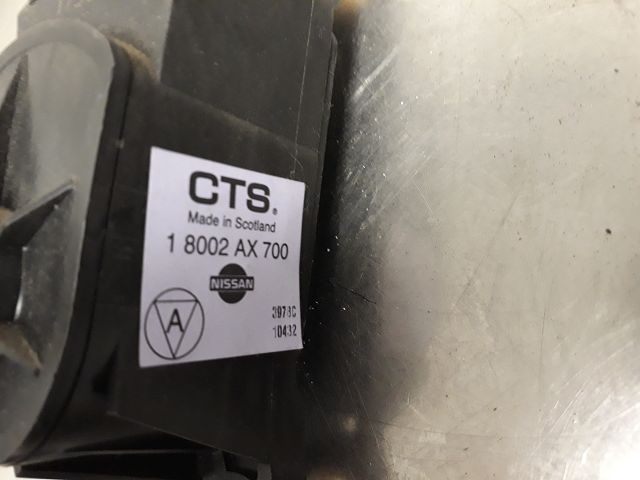 CTS®
Made in Scotland
1 8002 AX 700
NISSAN
A
10432